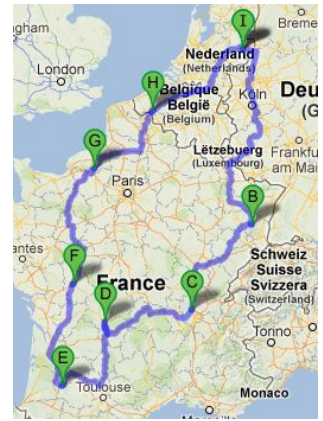 Breme
ngham
I
Nederland
(Netherlands)
London
H
Köln
Deu
(G
Belgique
België
(Belgium)
G
Lëtzebuerg
(Luxembourg)
Frankfu
am Mai
Paris
B
antes
F
Schweiz
Suisse
Svizzera
(Switzerland)
France
D
C
Torino
E
Toulouse
Monaco